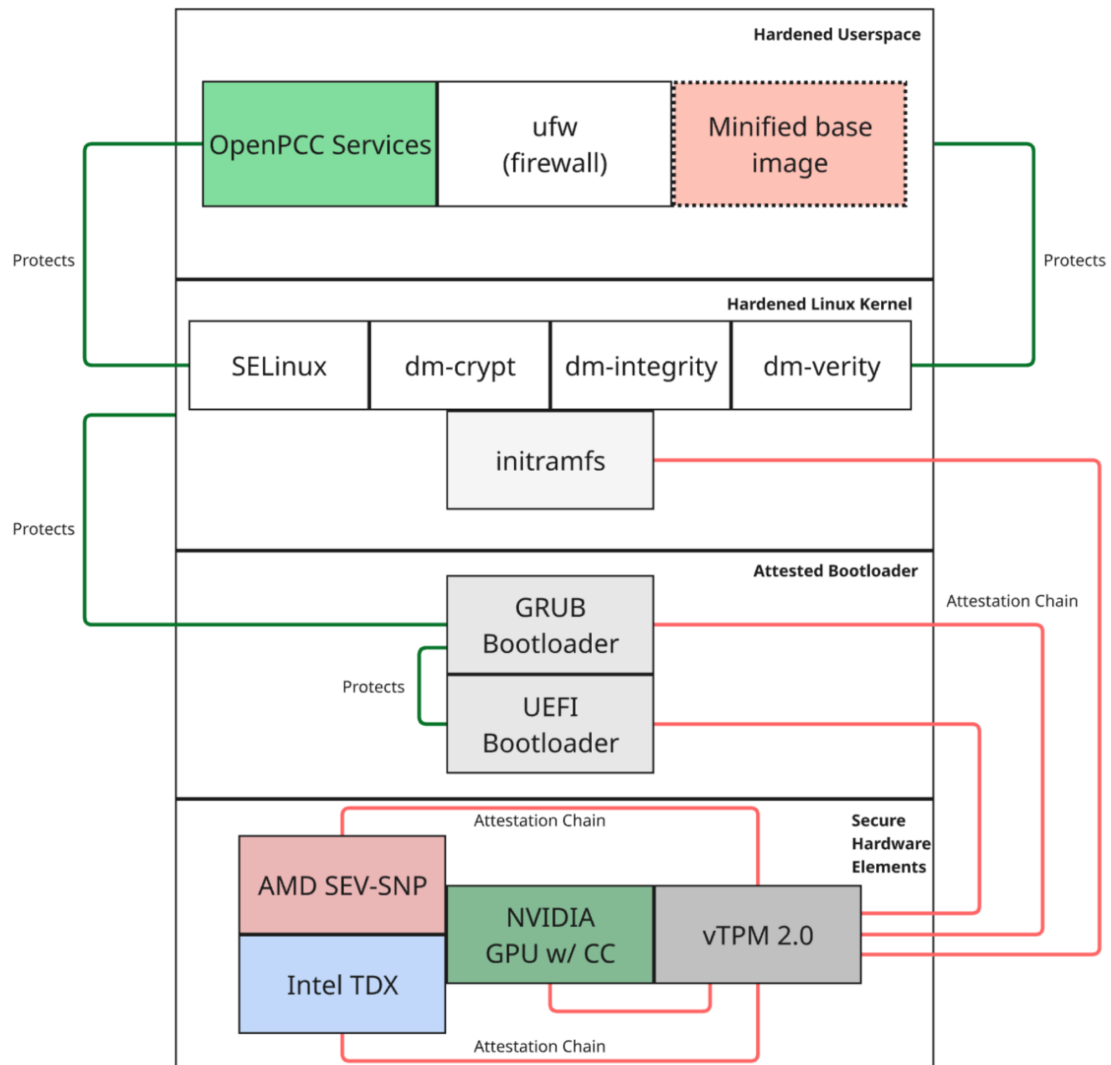 Hardened Userspace
OpenPCC Services
ufw
(firewall)
Minified base
image
Protects
Protects
Hardened Linux Kernel
SELinux
dm-crypt
dm-integrity
dm-verity
initramfs
Protects
Attested Bootloader
GRUB
Bootloader
Attestation Chain
Protects
UEFI
Bootloader
Attestation Chain
Secure
Hardware
Elements
AMD SEV-SNP
NVIDIA
GPU w/ CC
vTPM 2.0
Intel TDX
Attestation Chain